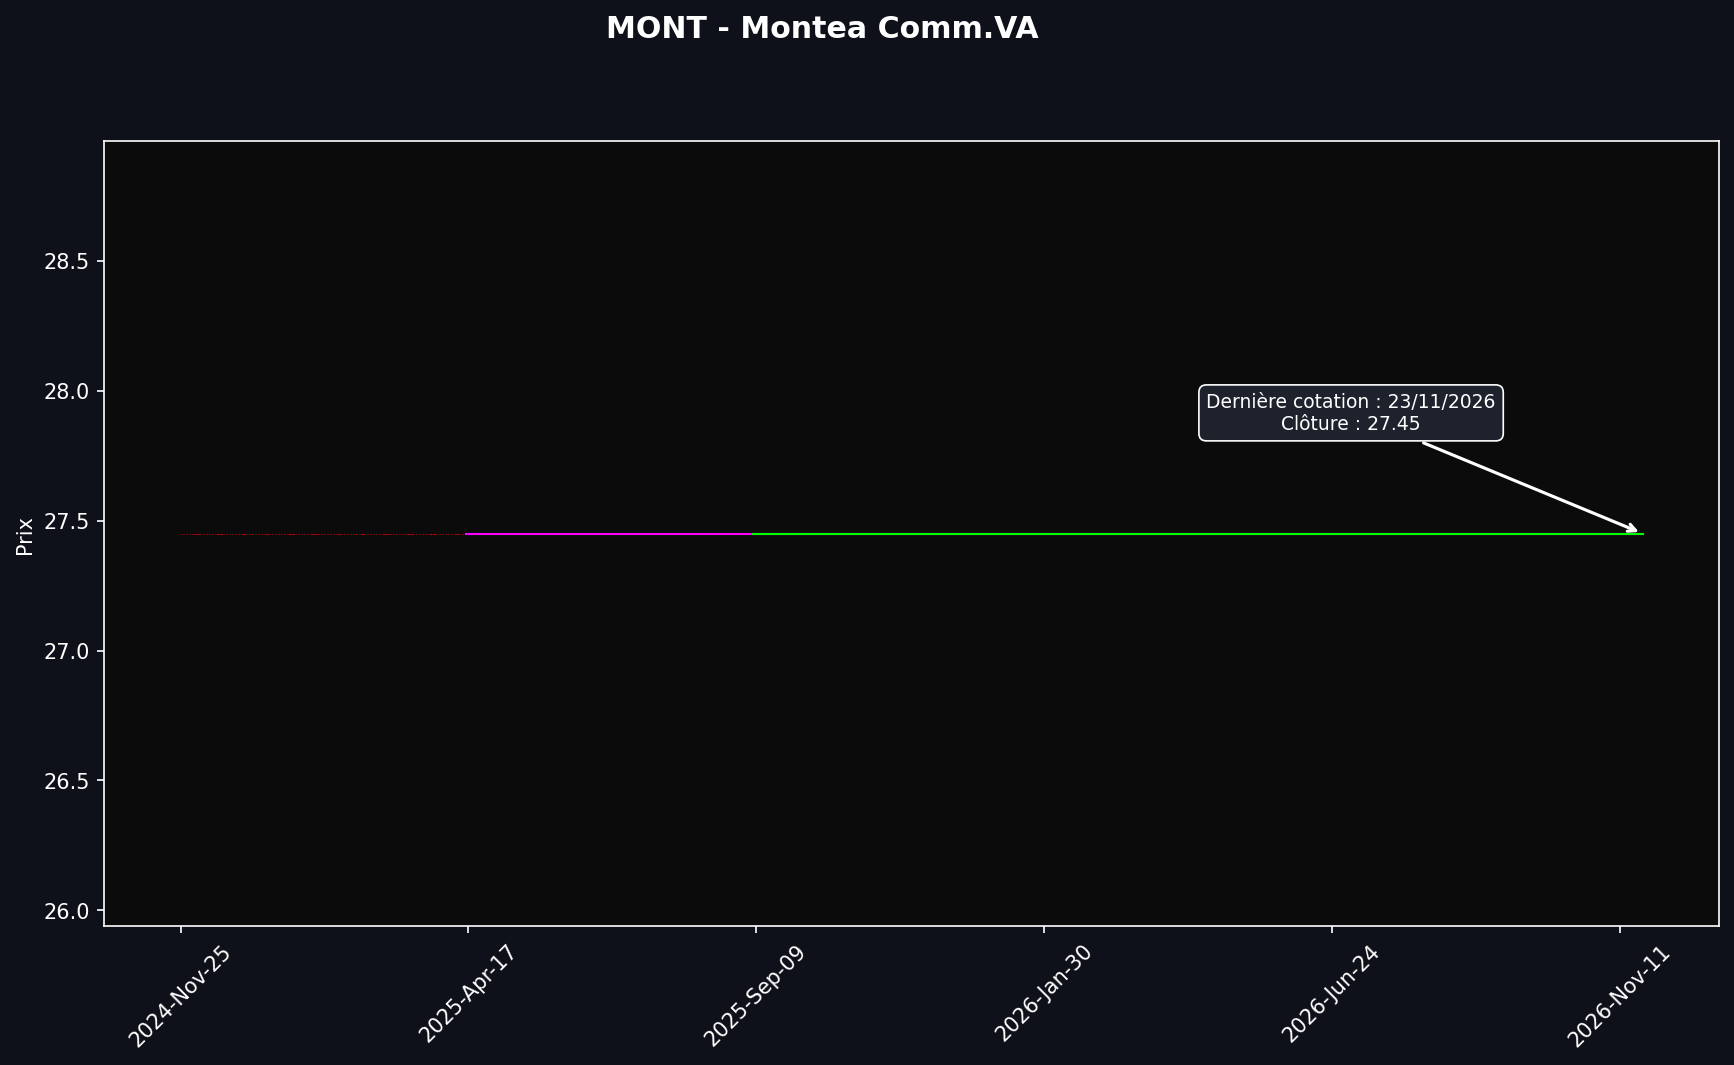 MONT - Montea Comm.VA
Prix
28.5
28.0
27.5
27.0
26.5
26.0
Dernière cotation : 23/11/2026
Clôture : 27.45
2024-Nov-25
2025-Apr-17
2025-Sep-09
2026-Jan-30
2026-Jun-24
2026-Nov-11